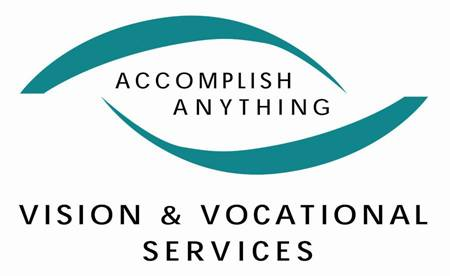 ACCOMPLISH
ANYTHING
VISION & VOCATIONAL
SERVICES